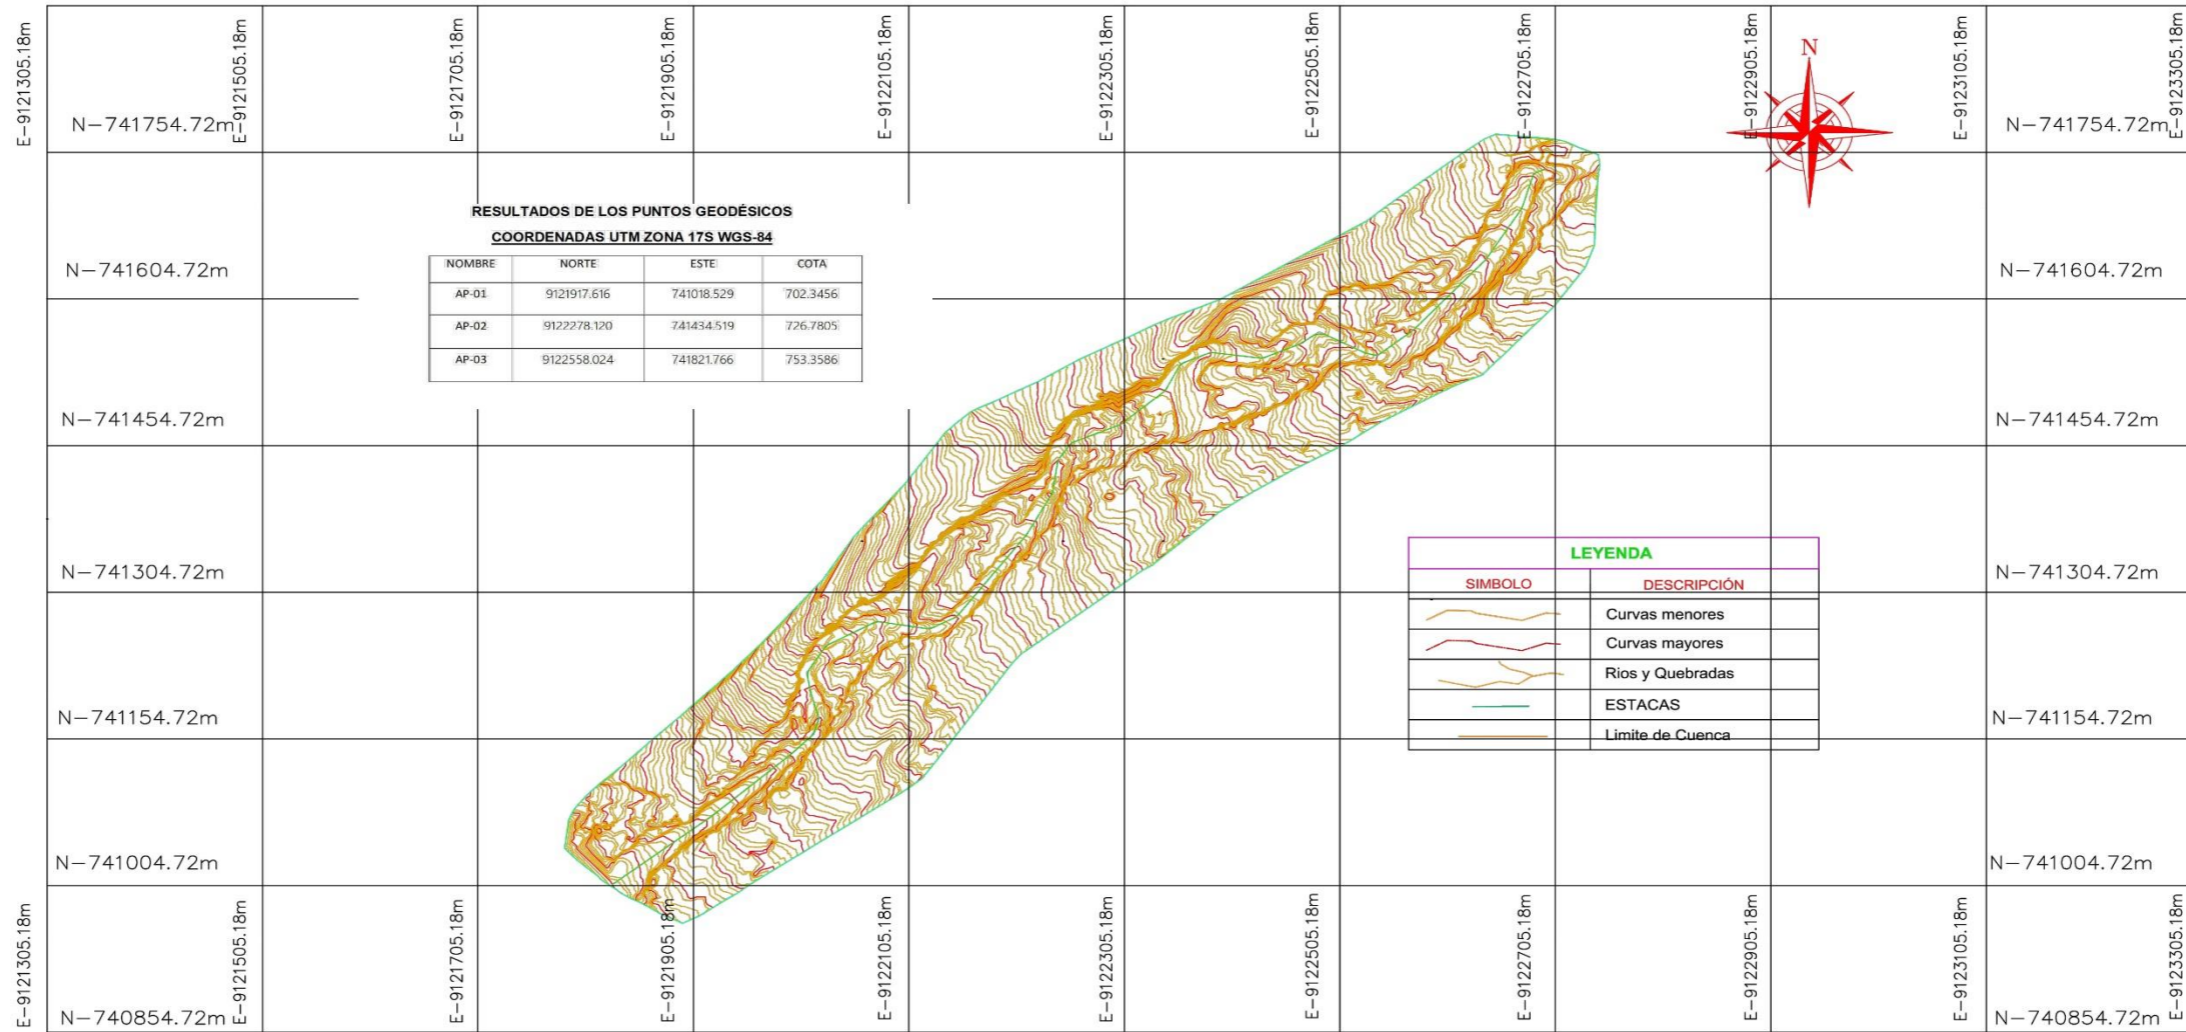 E-9121305.18m
E-9121505.18m
E-9121705.18m
E-9121905.18m
E-9122105.18m
E-9122305.18m
E-9122505.18m
E-9122705.18m
E-9122905.18m
E-9123105.18m
E-9123305.18m
N
N-741754.72m
N-741754.72m
RESULTADOS DE LOS PUNTOS GEODÉSICOS
COORDENADAS UTM ZONA 17S WGS-84
NOMBRE NORTE ESTE COTA
AP-01 9121917.616 741018.529 702.3456
AP-02 9122278.120 741434.519 726.7805
AP-03 9122558.024 741821.766 753.3586
N-741604.72m
N-741604.72m
N-741454.72m
N-741454.72m
N-741304.72m
N-741304.72m
LEYENDA
SIMBOLO DESCRIPCIÓN
Curvas menores
Curvas mayores
Rios y Quebradas
ESTACAS
Limite de Cuenca
N-741154.72m
N-741154.72m
N-741004.72m
N-741004.72m
E-9121305.18m
E-9121505.18m
E-9121705.18m
E-9121905.18m
E-9122105.18m
E-9122305.18m
E-9122505.18m
E-9122705.18m
E-9122905.18m
E-9123105.18m
E-9123305.18m
N-740854.72m
N-740854.72m